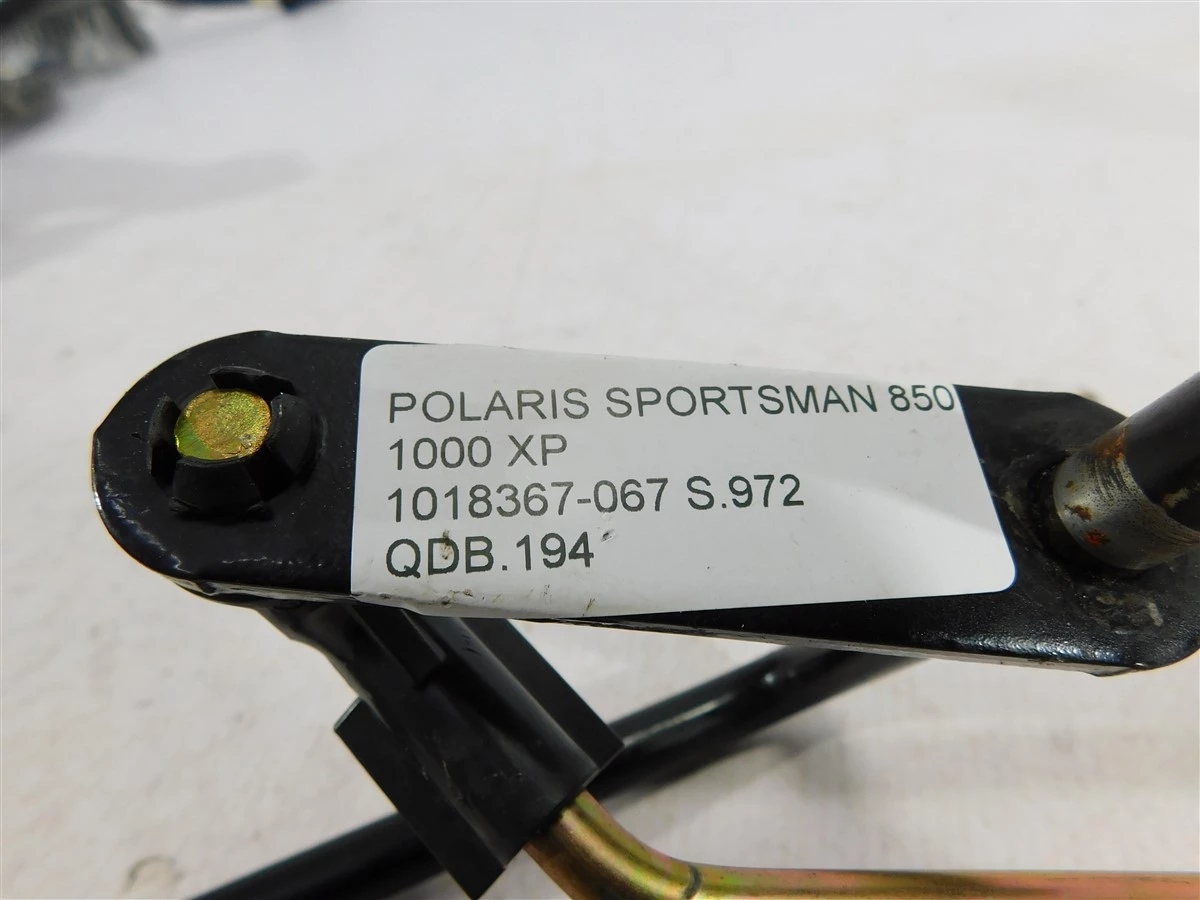 POLARIS SPORTSMAN 850
1000 XP
1018367-067 S.972
QDB.194